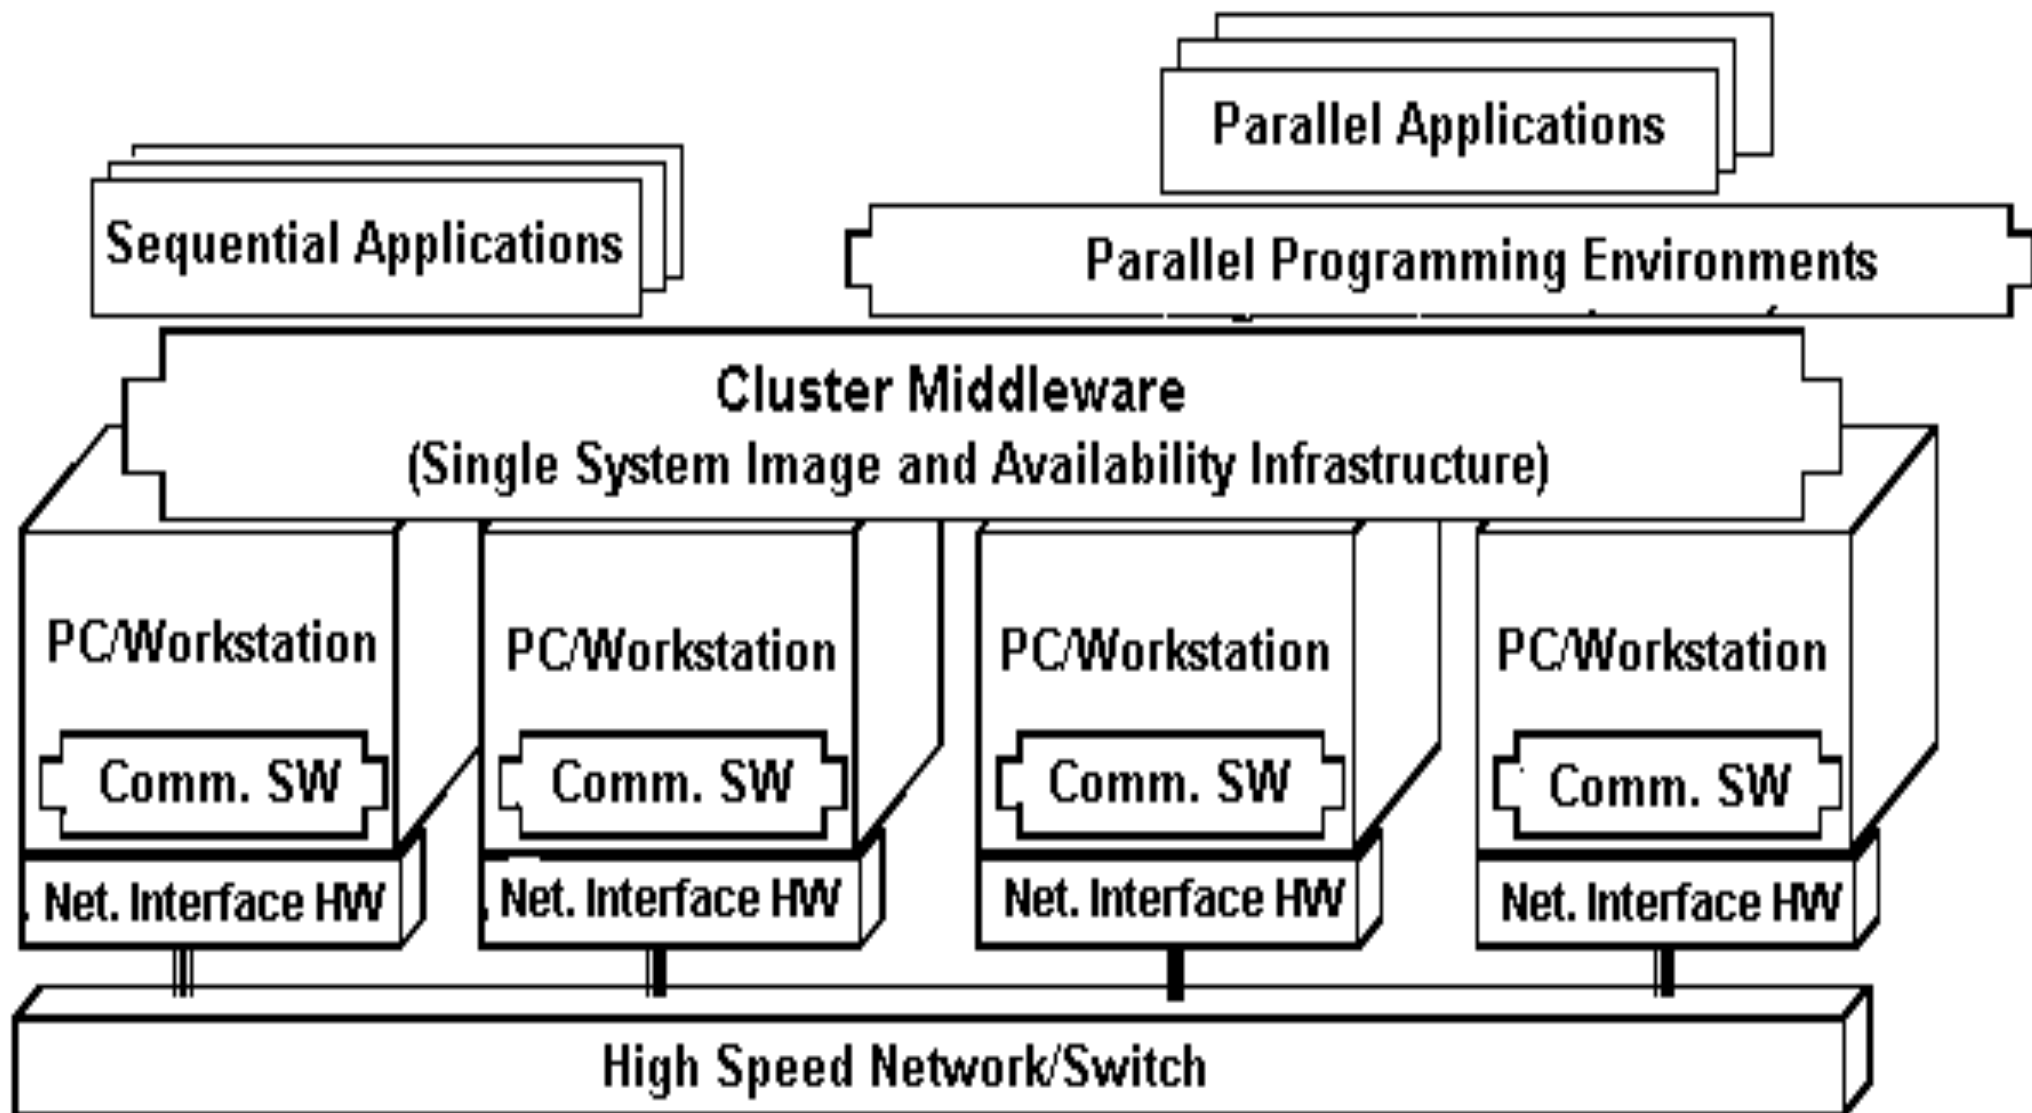 Parallel Applications
Sequential Applications
Parallel Programming Environments
Cluster Middleware
(Single System Image and Availability Infrastructure)
PC/Workstation
PC/Workstation
PC/Workstation
PC/Workstation
Comm. SW
Comm. SW
Comm. SW
Comm. SW
Net. Interface HW
Net. Interface HW
Net. Interface HW
Net. Interface HW
High Speed Network/Switch